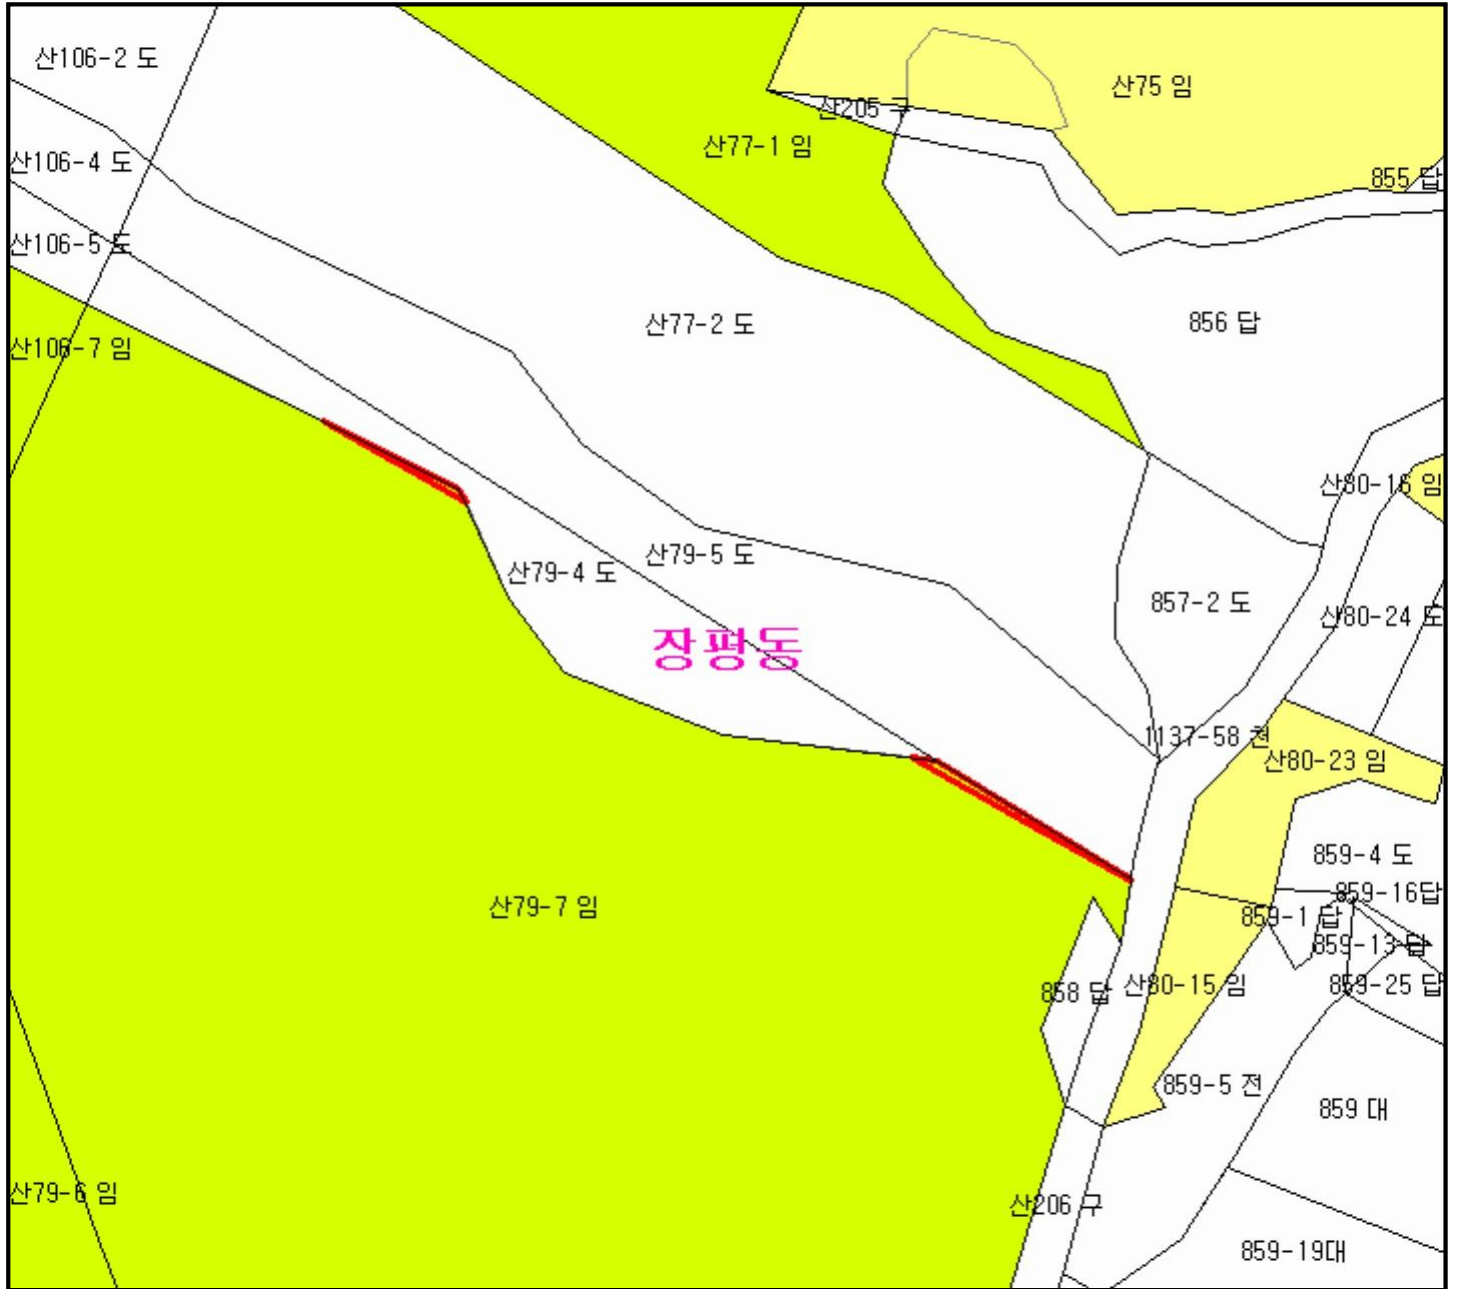 산106-2 도
산75 임
산205 구
산77-1 임
산106-4 도
855 답
산106-5 도
산77-2 도
856 답
산106-7 임
산80-16 임
산79-5 도
산79-4 도
857-2 도
산80-24 도
장평동
1137-58 천
산80-23 임
859-4 도
859-16답
산79-7 임
859-1 답
859-13 답
858 답
산80-15 임
859-25 답
859-5 전
859 대
산79-6 임
산206 구
859-19대